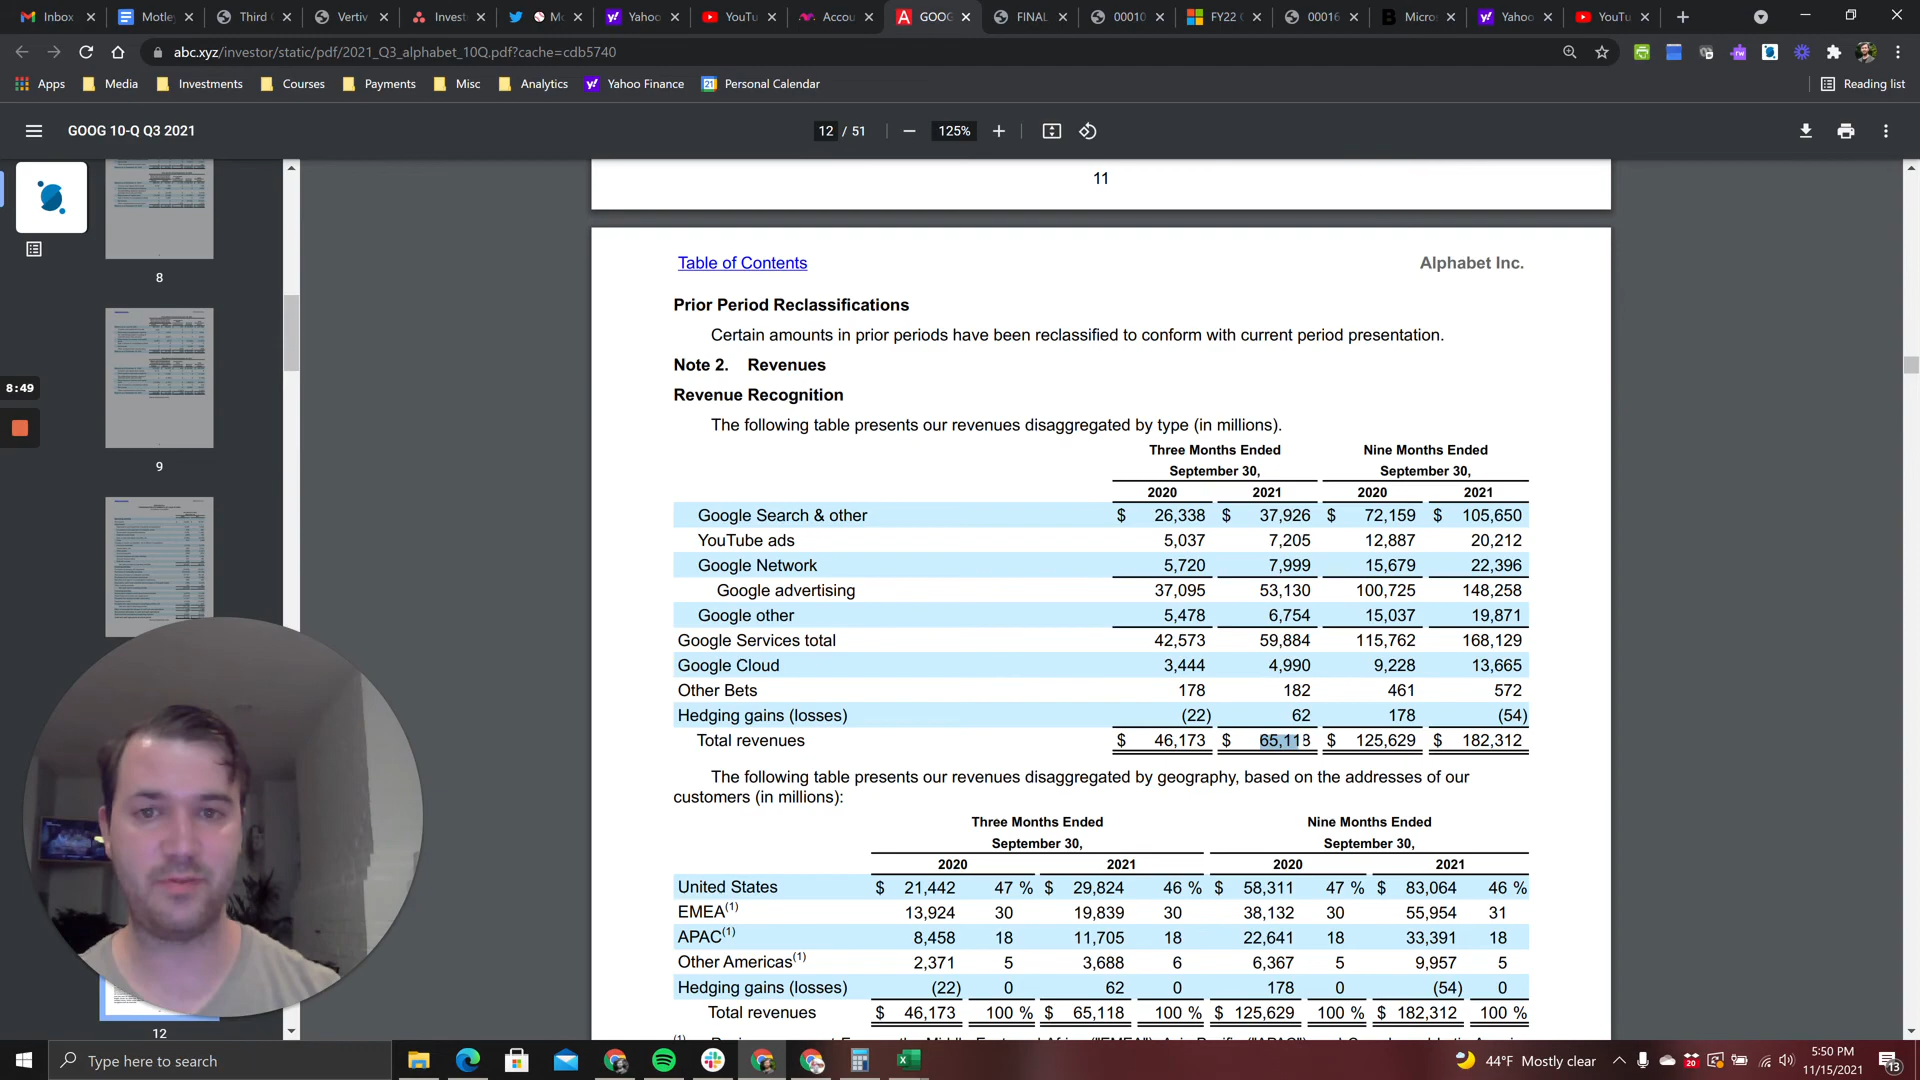 Inbox
Motle
Third
Vertiv
Invest
Mo
Yahoo
YouTu
Accou
GOOG
FINAL
00010
FY22
00016
Micros
Yahoo
YouTu
abc.xyz/investor/static/pdf/2021_Q3_alphabet_10Q.pdf?cache=cdb5740
Apps Media Investments Courses Payments Misc Analytics Yahoo Finance Personal Calendar Reading list
GOOG 10-Q Q3 2021 12 / 51 125%
8
9
12
8:49
11
Table of Contents Alphabet Inc.
Prior Period Reclassifications
Certain amounts in prior periods have been reclassified to conform with current period presentation.
Note 2. Revenues
Revenue Recognition
The following table presents our revenues disaggregated by type (in millions).
Three Months Ended Nine Months Ended
September 30, September 30,
2020 2021 2020 2021
Google Search & other $ 26,338 $ 37,926 $ 72,159 $ 105,650
YouTube ads 5,037 7,205 12,887 20,212
Google Network 5,720 7,999 15,679 22,396
Google advertising 37,095 53,130 100,725 148,258
Google other 5,478 6,754 15,037 19,871
Google Services total 42,573 59,884 115,762 168,129
Google Cloud 3,444 4,990 9,228 13,665
Other Bets 178 182 461 572
Hedging gains (losses) (22) 62 178 (54)
Total revenues $ 46,173 $ 65,118 $ 125,629 $ 182,312
The following table presents our revenues disaggregated by geography, based on the addresses of our
customers (in millions):
Three Months Ended Nine Months Ended
September 30, September 30,
2020 2021 2020 2021
United States $ 21,442 47 % $ 29,824 46 % $ 58,311 47 % $ 83,064 46 %
EMEA(1) 13,924 30 19,839 30 38,132 30 55,954 31
APAC(1) 8,458 18 11,705 18 22,641 18 33,391 18
Other Americas(1) 2,371 5 3,688 6 6,367 5 9,957 5
Hedging gains (losses) (22) 0 62 0 178 0 (54) 0
Total revenues $ 46,173 100 % $ 65,118 100 % $ 125,629 100 % $ 182,312 100 %
Type here to search
44°F Mostly clear
20
5:50 PM
11/15/2021
13